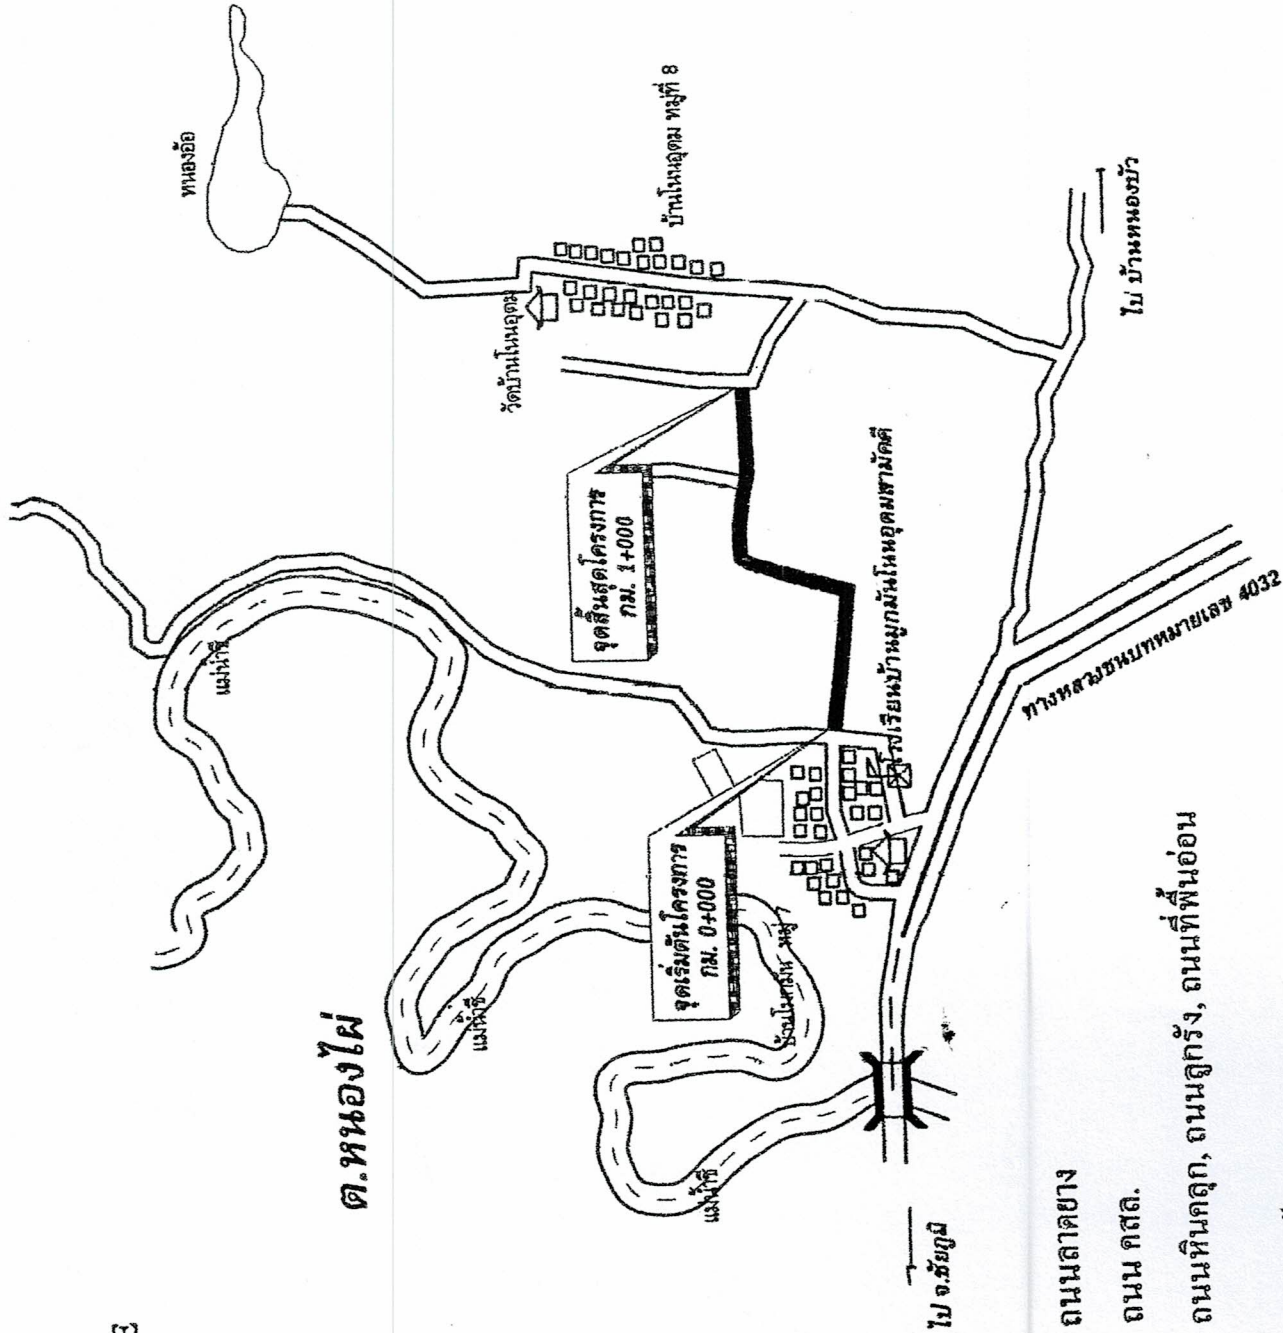 หนองอ้อ
บ้านโนนอุดม หมู่ที่ 8
วัดบ้านโนนอุดม
ไป บ้านหนองบัว
จุดสิ้นสุดโครงการ
กม. 1+000
โรงเรียนบ้านมูกมันโนนอุดมสามัคคี
ทางหลวงชนบทหมายเลข 4032
แม่น้ำชี
จุดเริ่มต้นโครงการ
กม. 0+000
บ้านโนนมัน หมู่ 7
แม่น้ำชี
แม่น้ำชี
ต.หนองไผ่
ไป จ.ชัยภูมิ
ถนนลาดยาง
ถนน คสล.
ถนนหินคลุก, ถนนลูกรัง, ถนนที่พื้นอ่อน